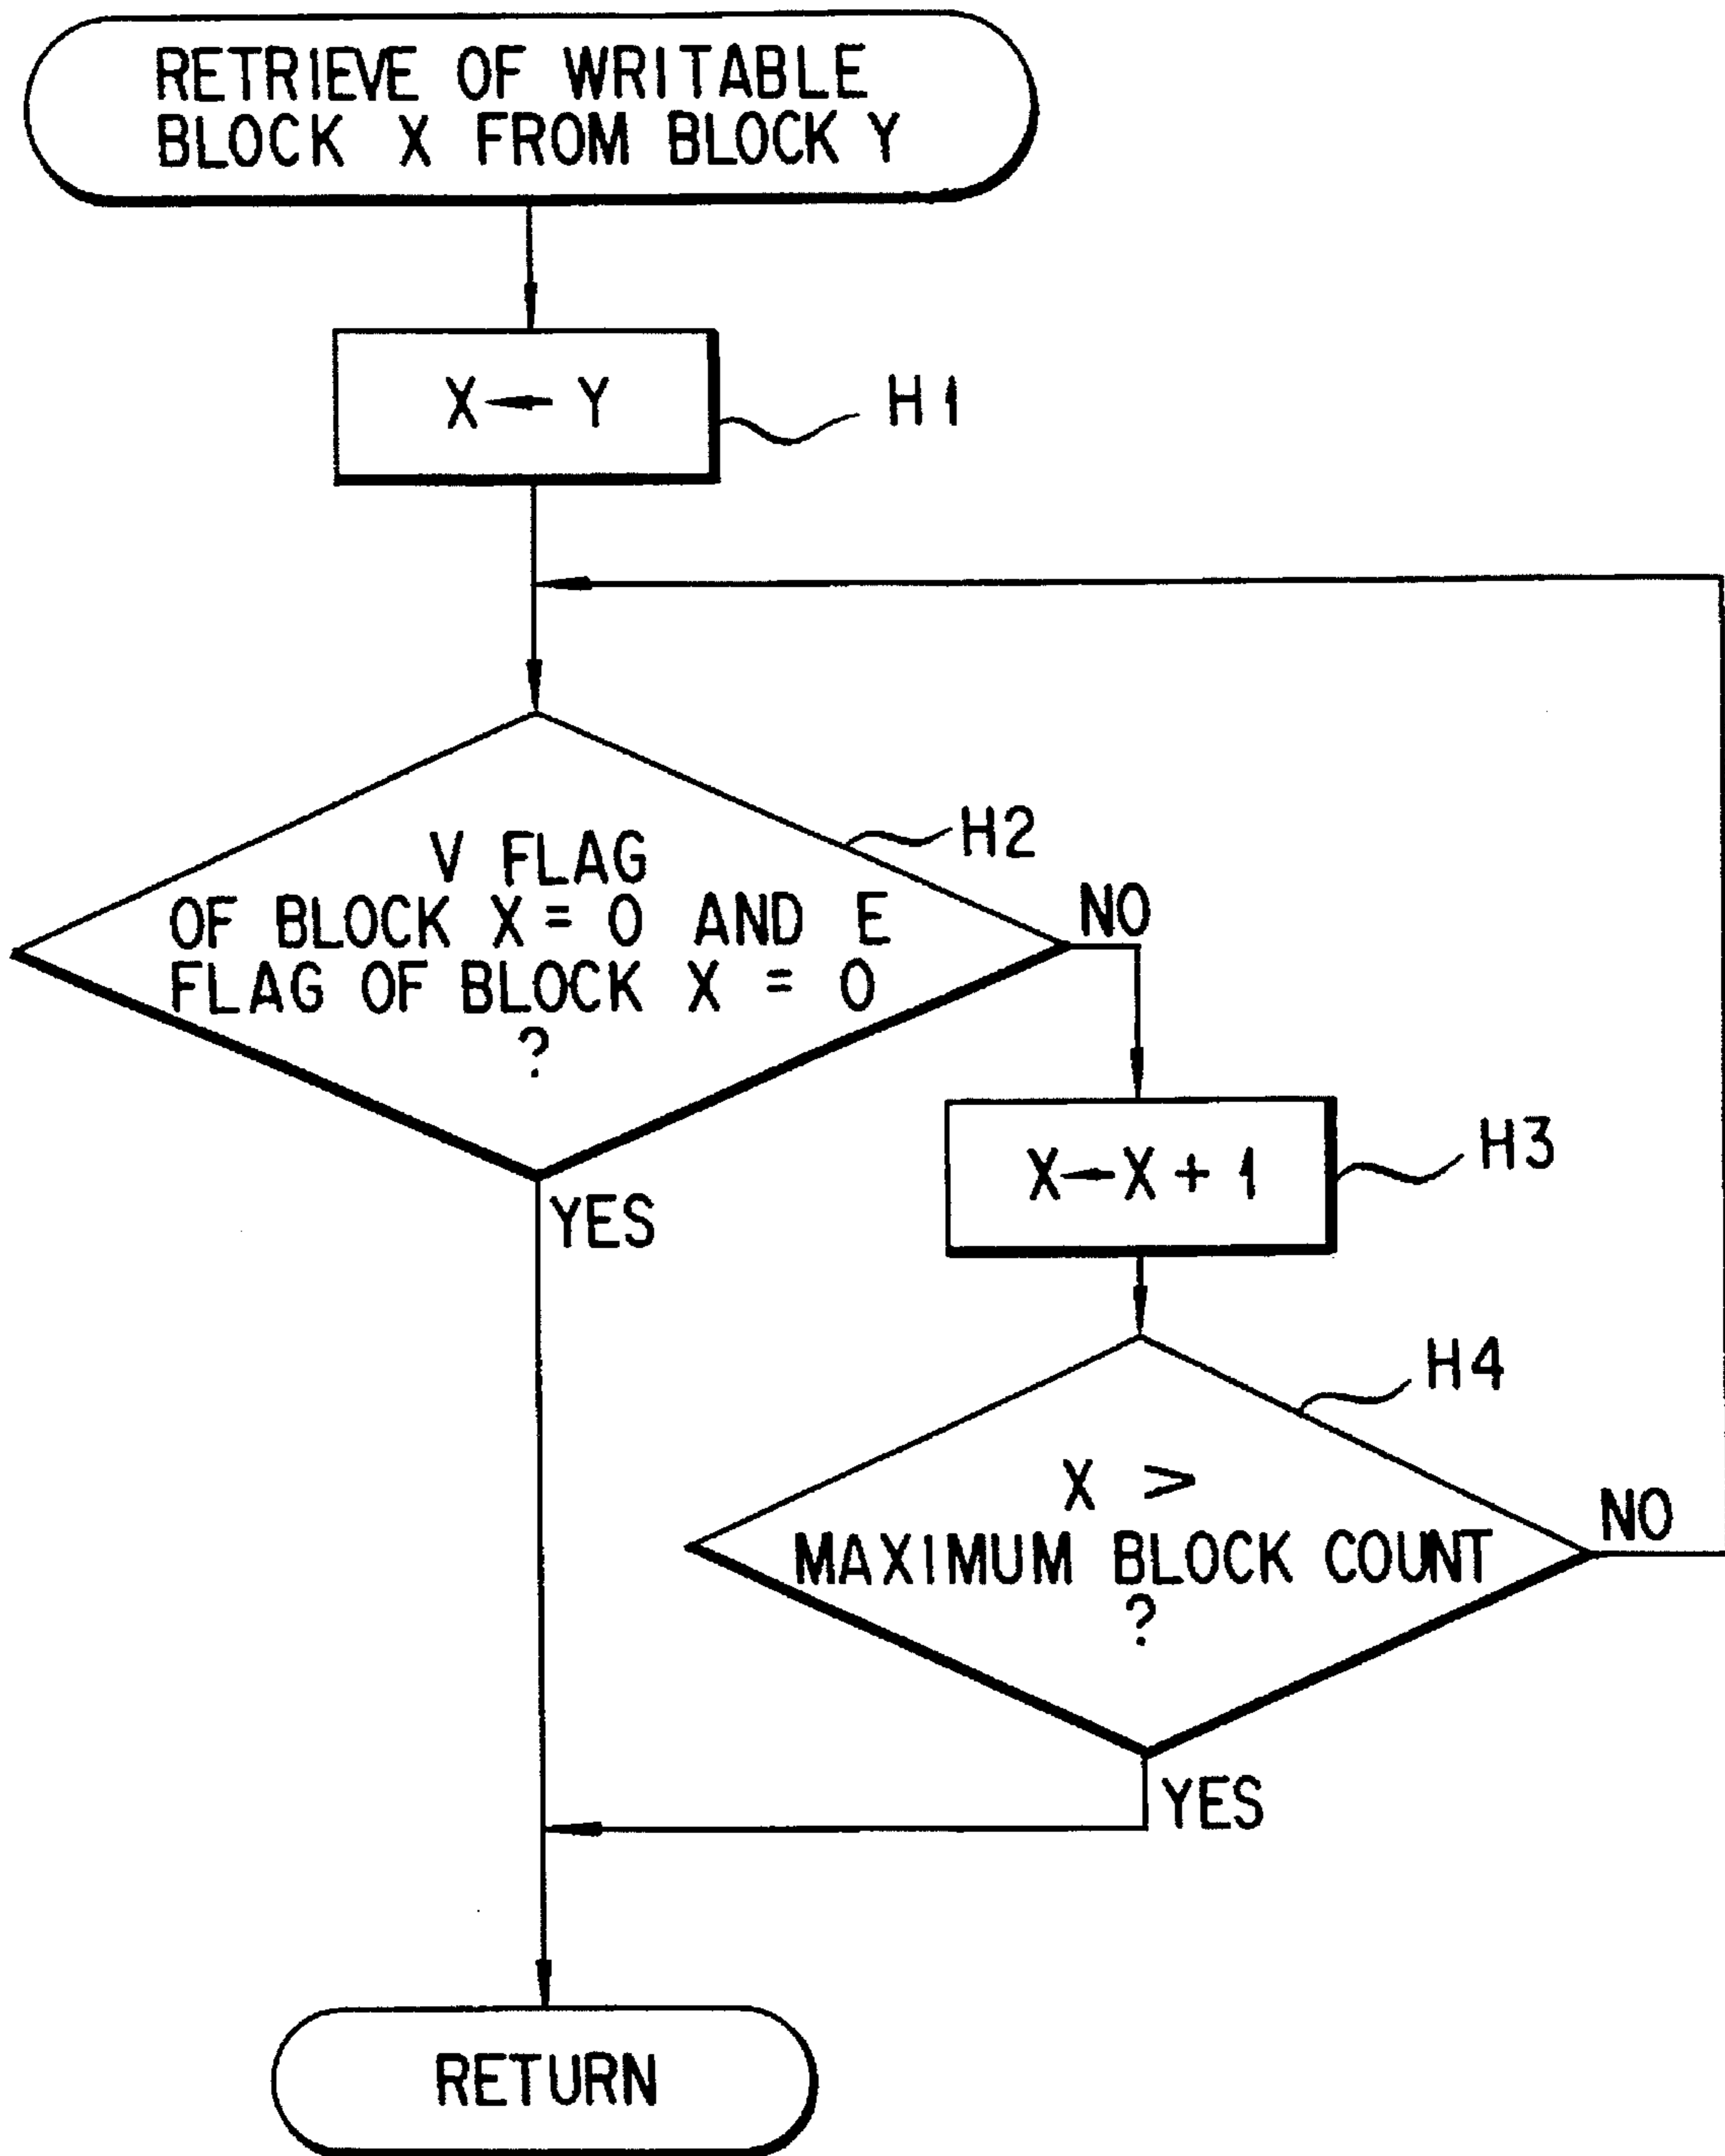 RETRIEVE OF WRITABLE
BLOCK X FROM BLOCK Y
X ← Y
H1
V FLAG
OF BLOCK X = 0 AND E
FLAG OF BLOCK X = 0
?
H2
NO
YES
X ← X + 1
H3
X >
MAXIMUM BLOCK COUNT
?
H4
NO
YES
RETURN